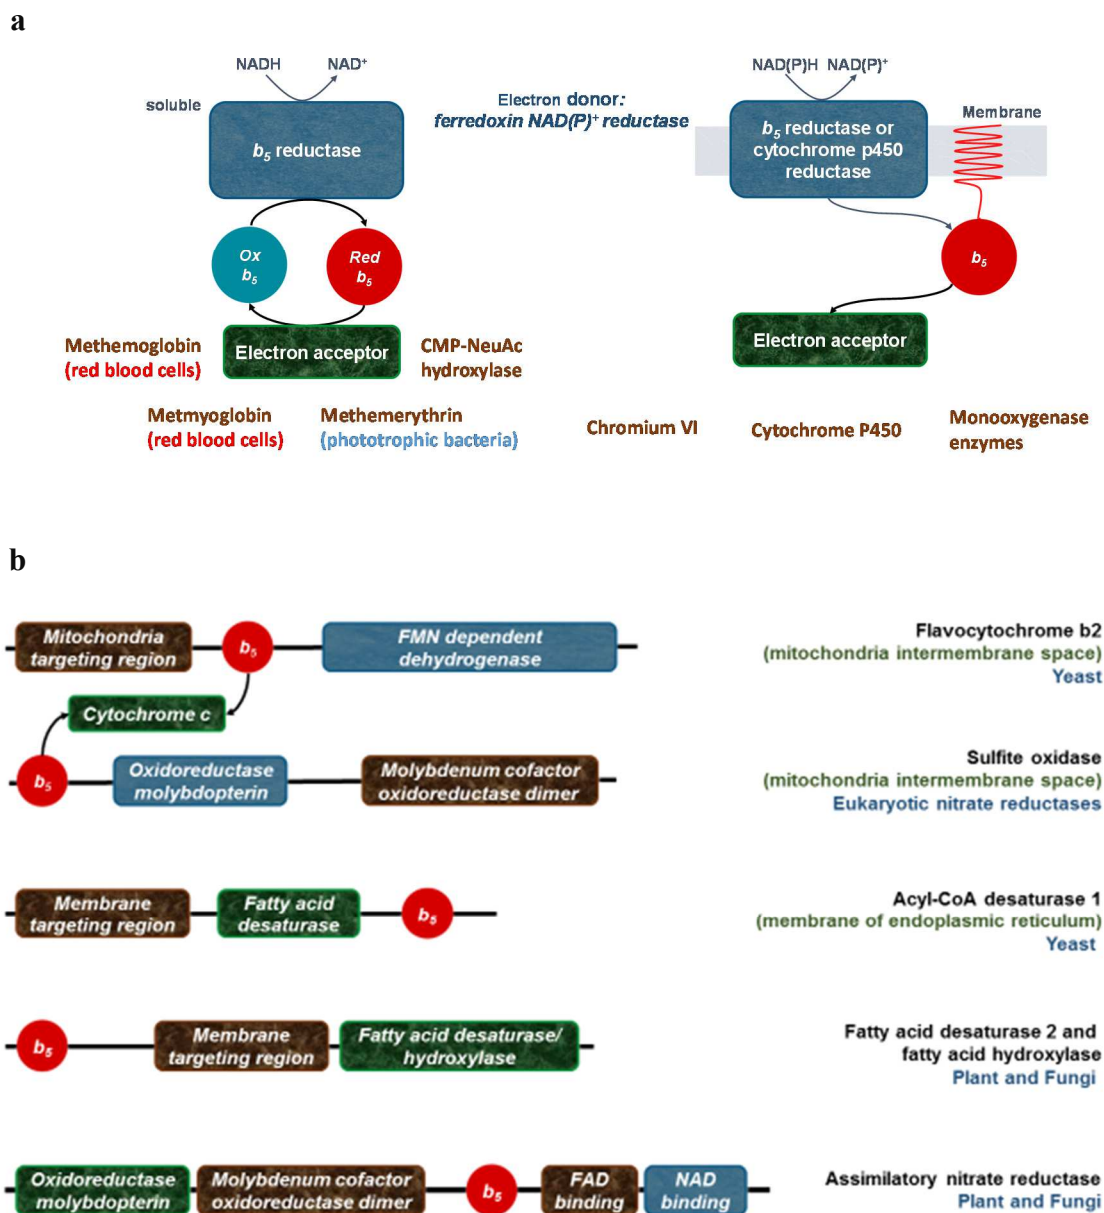 a
NADH NAD⁺
soluble
b₅ reductase
Ox
b₅
Red
b₅
Electron acceptor
Methemoglobin
(red blood cells)
CMP-NeuAc
hydroxylase
Metmyoglobin
(red blood cells)
Methemerythrin
(phototrophic bacteria)
Electron donor:
ferredoxin NAD(P)⁺ reductase
NAD(P)H NAD(P)⁺
b₅ reductase or
cytochrome p450
reductase
Membrane
b₅
Electron acceptor
Chromium VI
Cytochrome P450
Monooxygenase
enzymes
b
Mitochondria
targeting region
b₅
FMN dependent
dehydrogenase
Flavocytochrome b2
(mitochondria intermembrane space)
Yeast
Cytochrome c
b₅
Oxidoreductase
molybdopterin
Molybdenum cofactor
oxidoreductase dimer
Sulfite oxidase
(mitochondria intermembrane space)
Eukaryotic nitrate reductases
Membrane
targeting region
Fatty acid
desaturase
b₅
Acyl-CoA desaturase 1
(membrane of endoplasmic reticulum)
Yeast
b₅
Membrane
targeting region
Fatty acid desaturase/
hydroxylase
Fatty acid desaturase 2 and
fatty acid hydroxylase
Plant and Fungi
Oxidoreductase
molybdopterin
Molybdenum cofactor
oxidoreductase dimer
b₅
FAD
binding
NAD
binding
Assimilatory nitrate reductase
Plant and Fungi